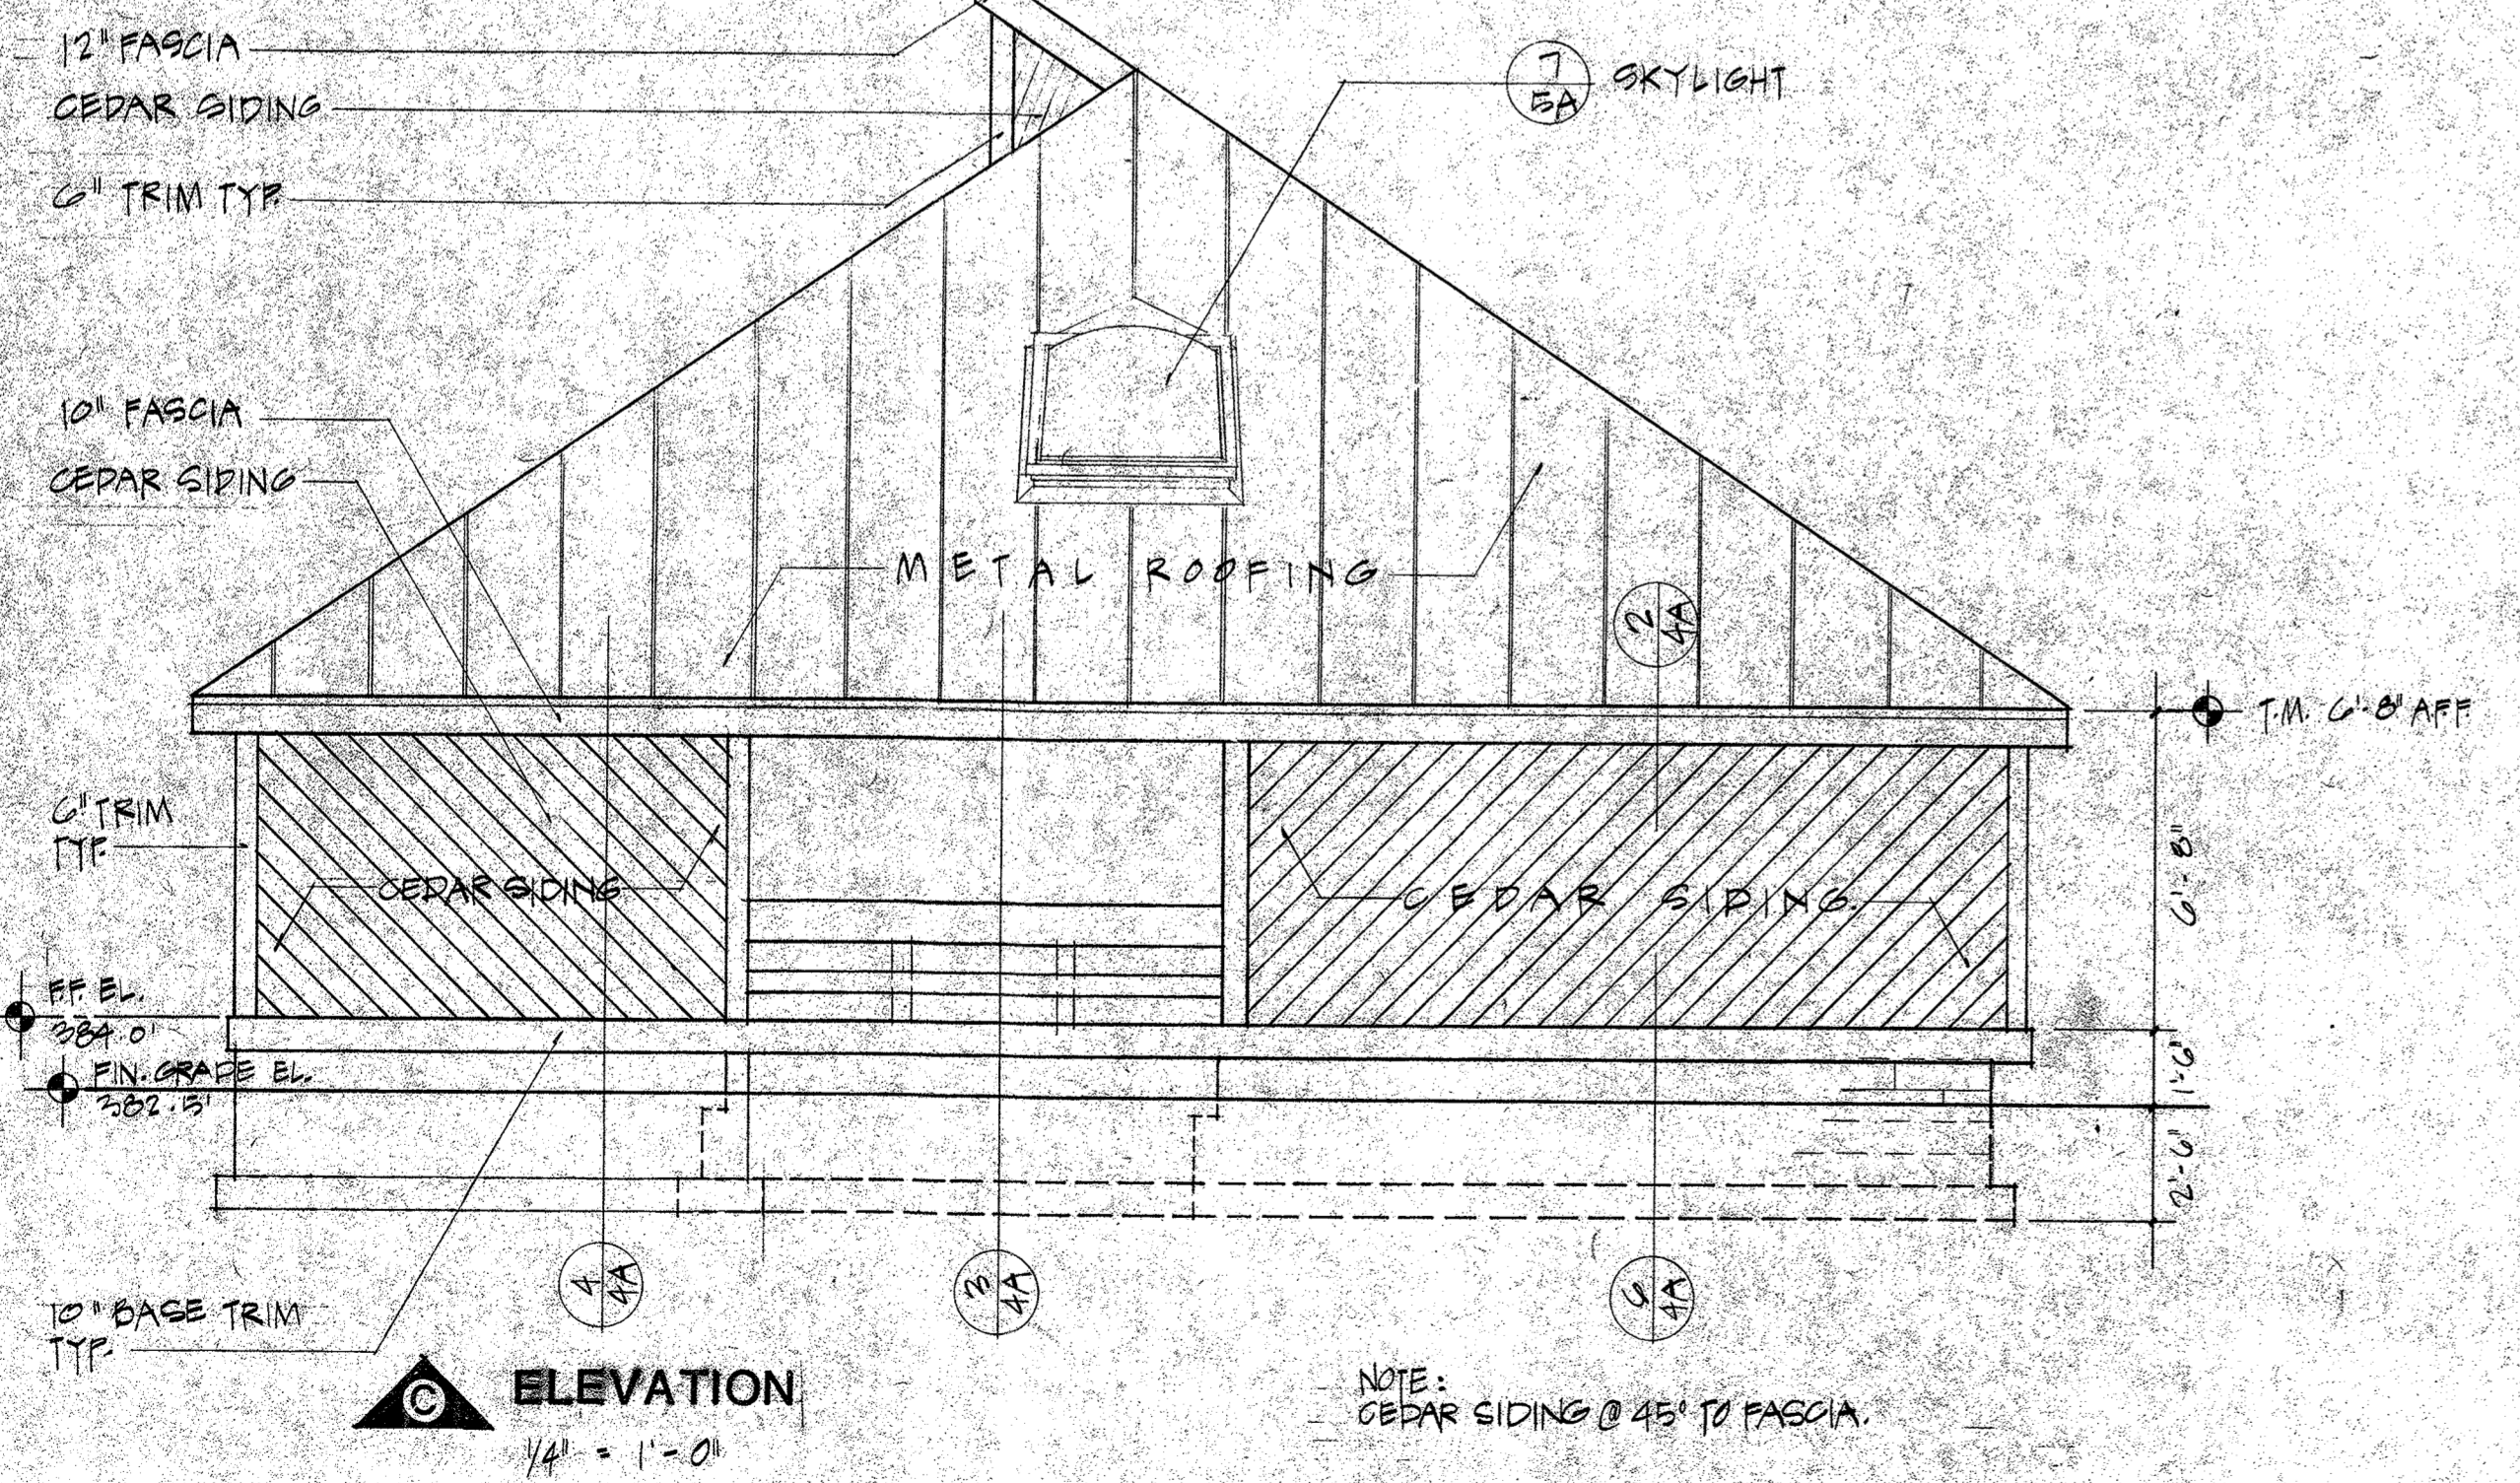 12" FASCIA
CEDAR SIDING
6" TRIM TYP.
7
5A
SKYLIGHT
10" FASCIA
CEDAR SIDING
METAL ROOFING
2
4A
T.M. 6'-8" AFF
6" TRIM
TYP.
CEDAR SIDING
CEDAR SIDING
6'-8"
F.F. EL.
384.0'
FIN. GRADE EL.
382.5'
1'-6"
2'-6"
4
4A
3
4A
6
4A
10" BASE TRIM
TYP.
C
ELEVATION
1/4" = 1'-0"
NOTE:
CEDAR SIDING @ 45° TO FASCIA.